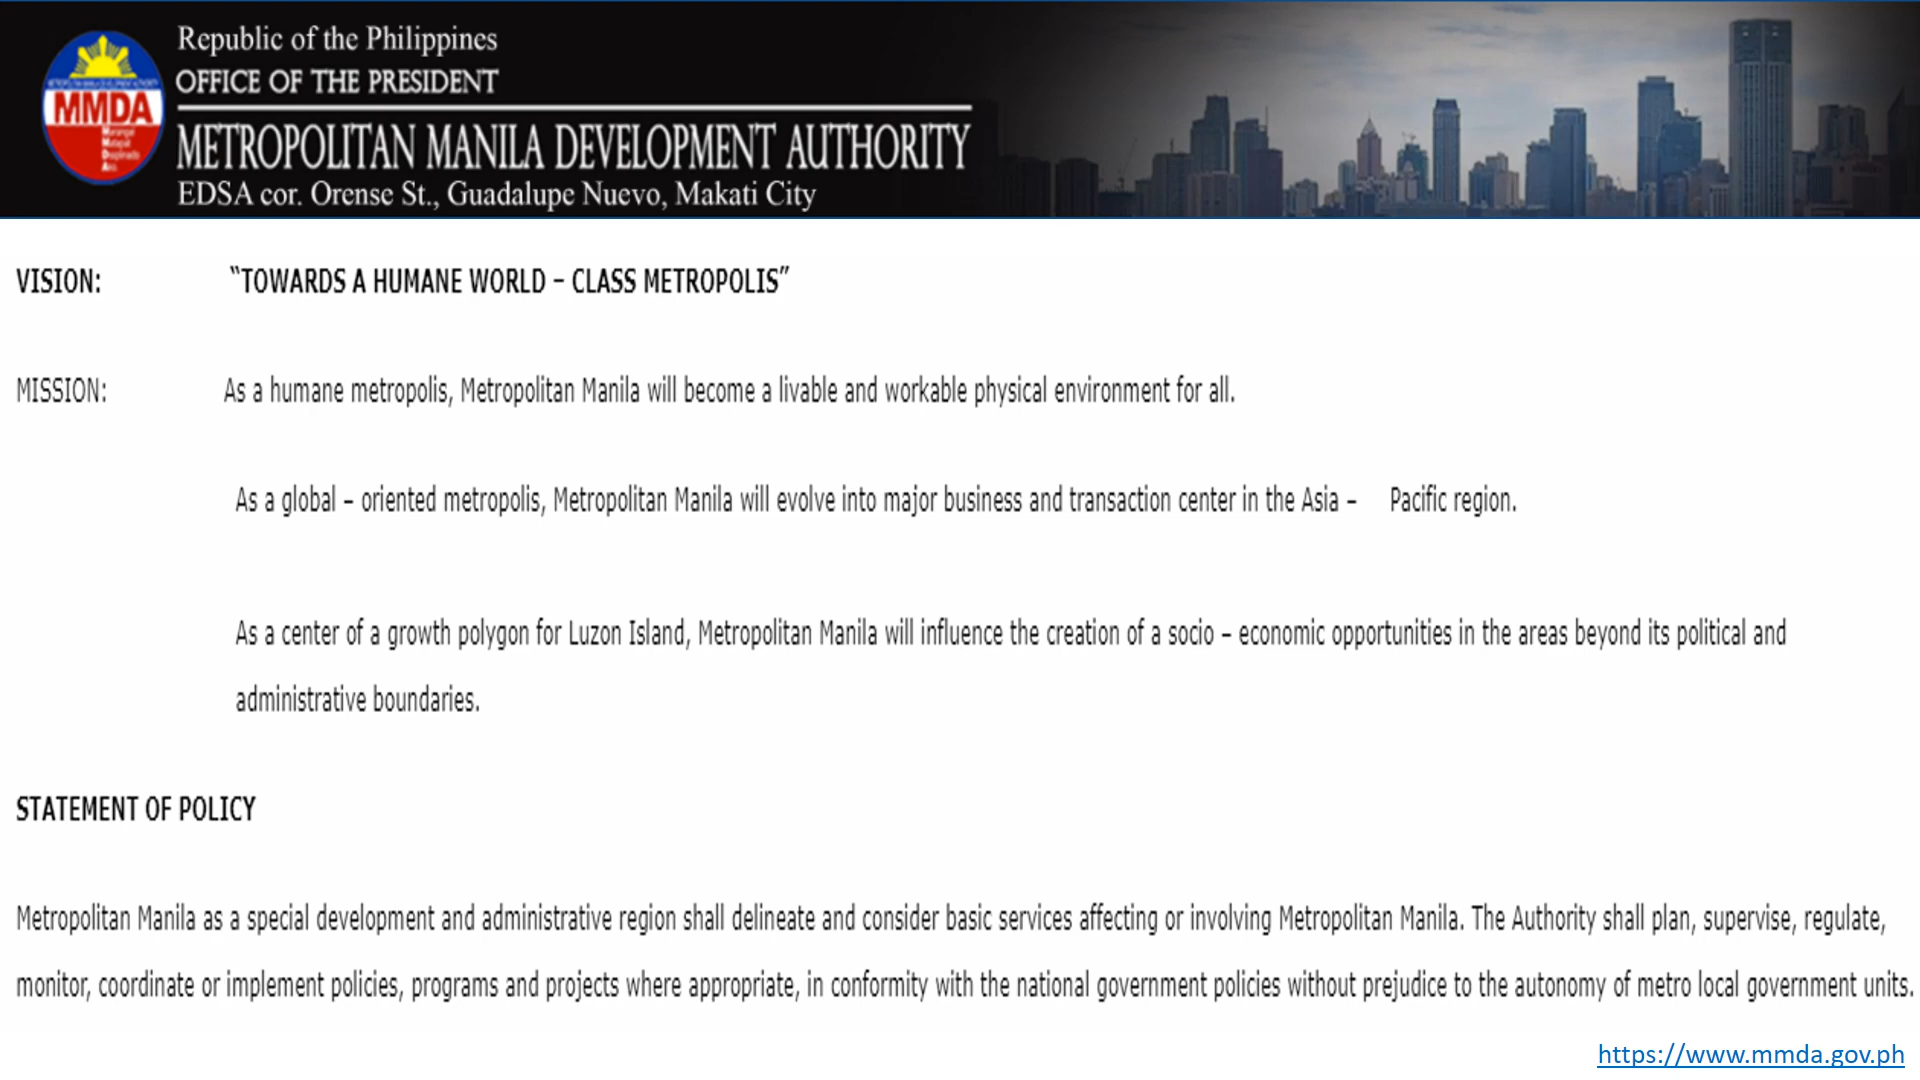 Republic of the Philippines
OFFICE OF THE PRESIDENT
METROPOLITAN MANILA DEVELOPMENT AUTHORITY
EDSA cor. Orense St., Guadalupe Nuevo, Makati City
MMDA
VISION: “TOWARDS A HUMANE WORLD – CLASS METROPOLIS”
MISSION: As a humane metropolis, Metropolitan Manila will become a livable and workable physical environment for all.
As a global – oriented metropolis, Metropolitan Manila will evolve into major business and transaction center in the Asia – Pacific region.
As a center of a growth polygon for Luzon Island, Metropolitan Manila will influence the creation of a socio – economic opportunities in the areas beyond its political and
administrative boundaries.
STATEMENT OF POLICY
Metropolitan Manila as a special development and administrative region shall delineate and consider basic services affecting or involving Metropolitan Manila. The Authority shall plan, supervise, regulate,
monitor, coordinate or implement policies, programs and projects where appropriate, in conformity with the national government policies without prejudice to the autonomy of metro local government units.
https://www.mmda.gov.ph